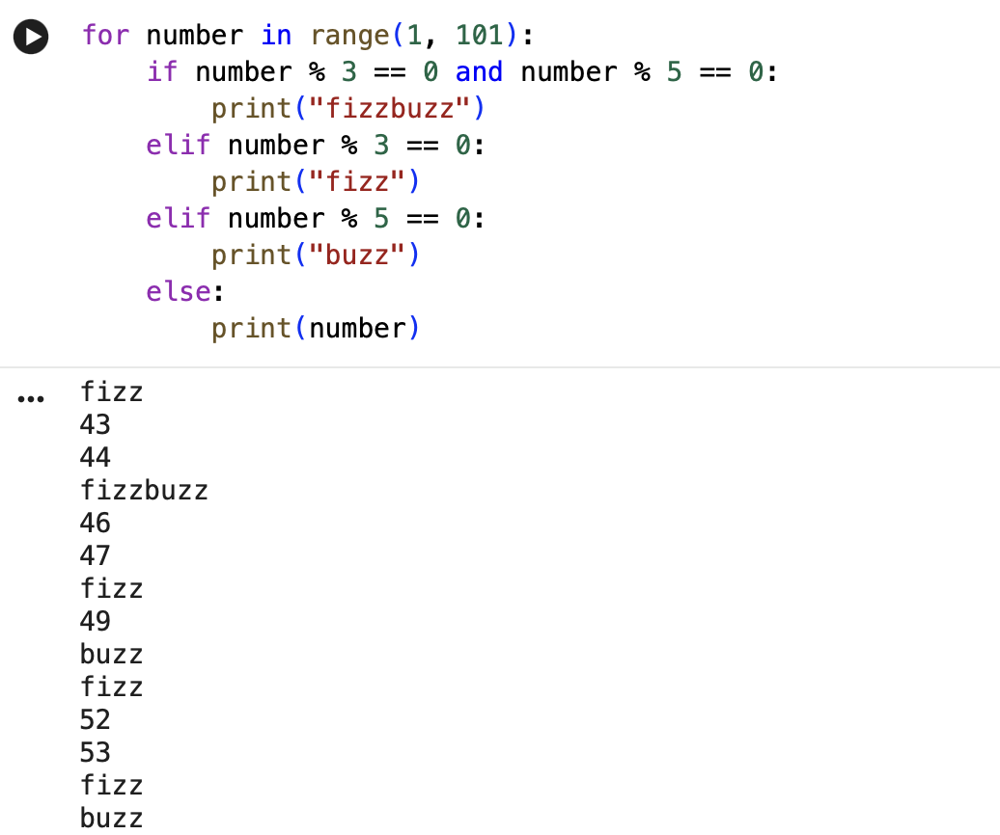 for number in range(1, 101):
    if number % 3 == 0 and number % 5 == 0:
        print("fizzbuzz")
    elif number % 3 == 0:
        print("fizz")
    elif number % 5 == 0:
        print("buzz")
    else:
        print(number)
fizz
43
44
fizzbuzz
46
47
fizz
49
buzz
fizz
52
53
fizz
buzz